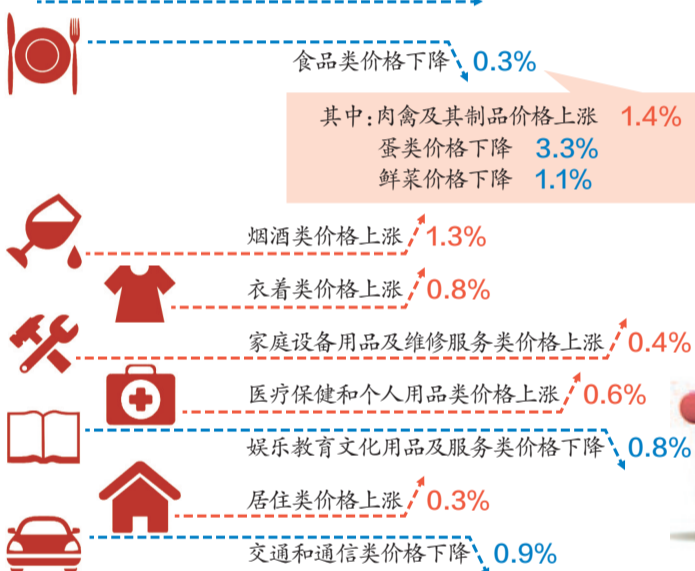 食品类价格下降 0.3%
其中:肉禽及其制品价格上涨 1.4%
蛋类价格下降 3.3%
鲜菜价格下降 1.1%
烟酒类价格上涨 1.3%
衣着类价格上涨 0.8%
家庭设备用品及维修服务类价格上涨 0.4%
医疗保健和个人用品类价格上涨 0.6%
娱乐教育文化用品及服务类价格下降 0.8%
居住类价格上涨 0.3%
交通和通信类价格下降 0.9%